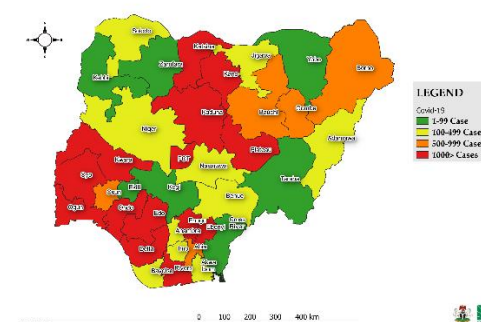 Sokoto
Katsina
Zamfara
Jigawa
Yobe
Borno
Kebbi
Kano
Kaduna
Bauchi
Gombe
Adamawa
Niger
Plateau
FCT
Kwara
Nasarawa
Taraba
Oyo
Osun
Ekiti
Kogi
Benue
Ogun
Ondo
Edo
Enugu
Ebonyi
Cross
River
Anambra
Delta
Imo
Abia
Bayelsa
Rivers
Akwa
Ibom
LEGEND
Covid-19
1-99 Case
100-499 Case
500-999 Case
1000> Cases
0 100 200 300 400 km